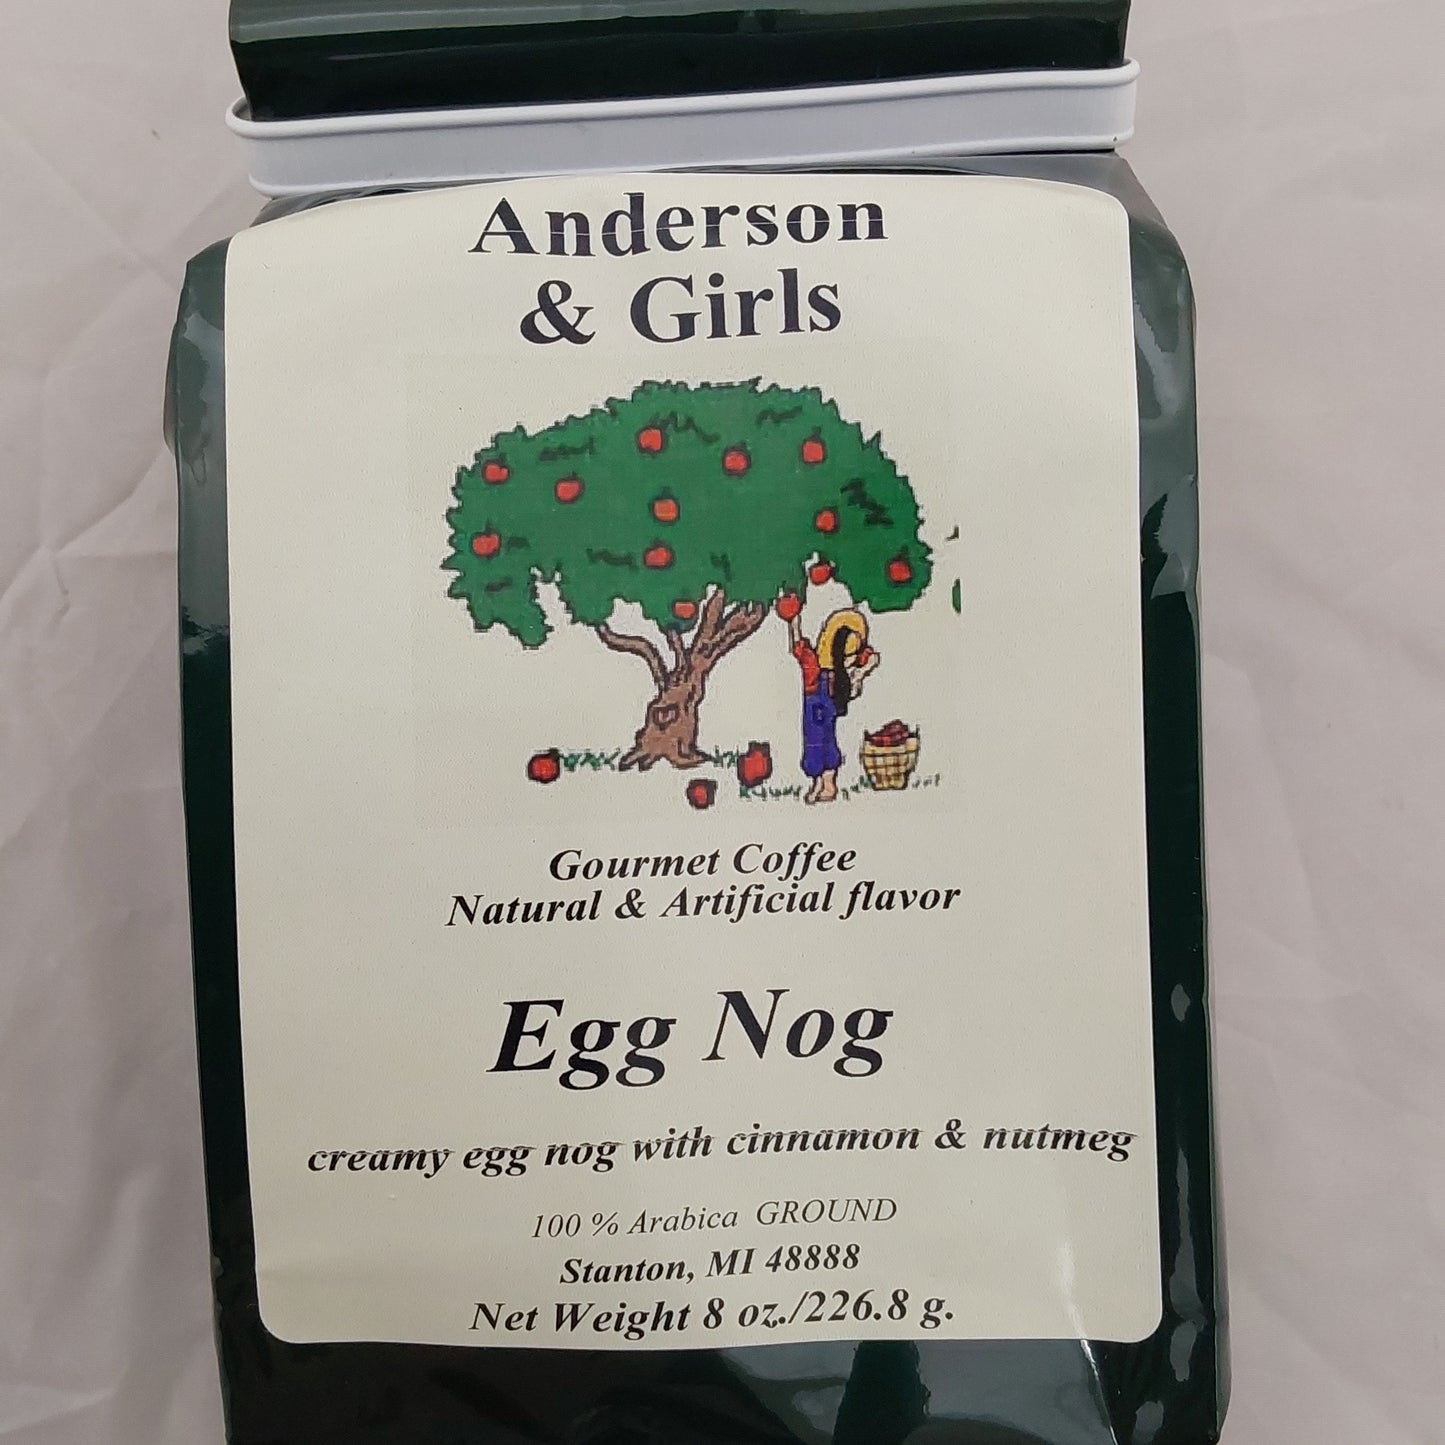 Anderson
& Girls
Gourmet Coffee
Natural & Artificial flavor
Egg Nog
creamy egg nog with cinnamon & nutmeg
100 % Arabica GROUND
Stanton, MI 48888
Net Weight 8 oz./226.8 g.